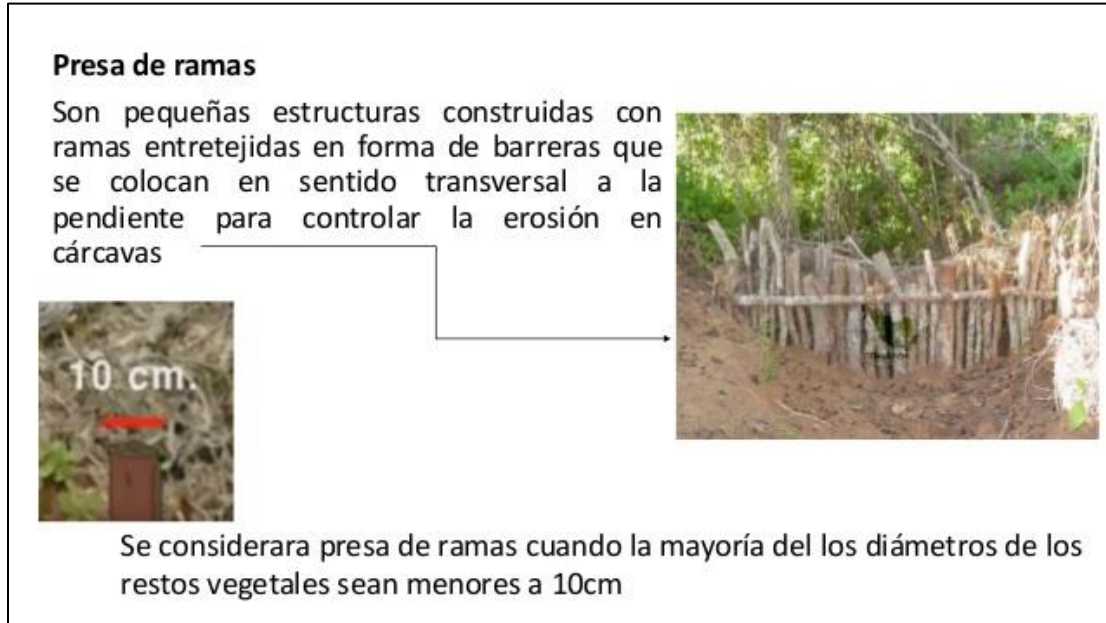 Presa de ramas
Son pequeñas estructuras construidas con
ramas entretejidas en forma de barreras que
se colocan en sentido transversal a la
pendiente para controlar la erosión en
cárcavas
10 cm.
Se considerara presa de ramas cuando la mayoría del los diámetros de los
restos vegetales sean menores a 10cm